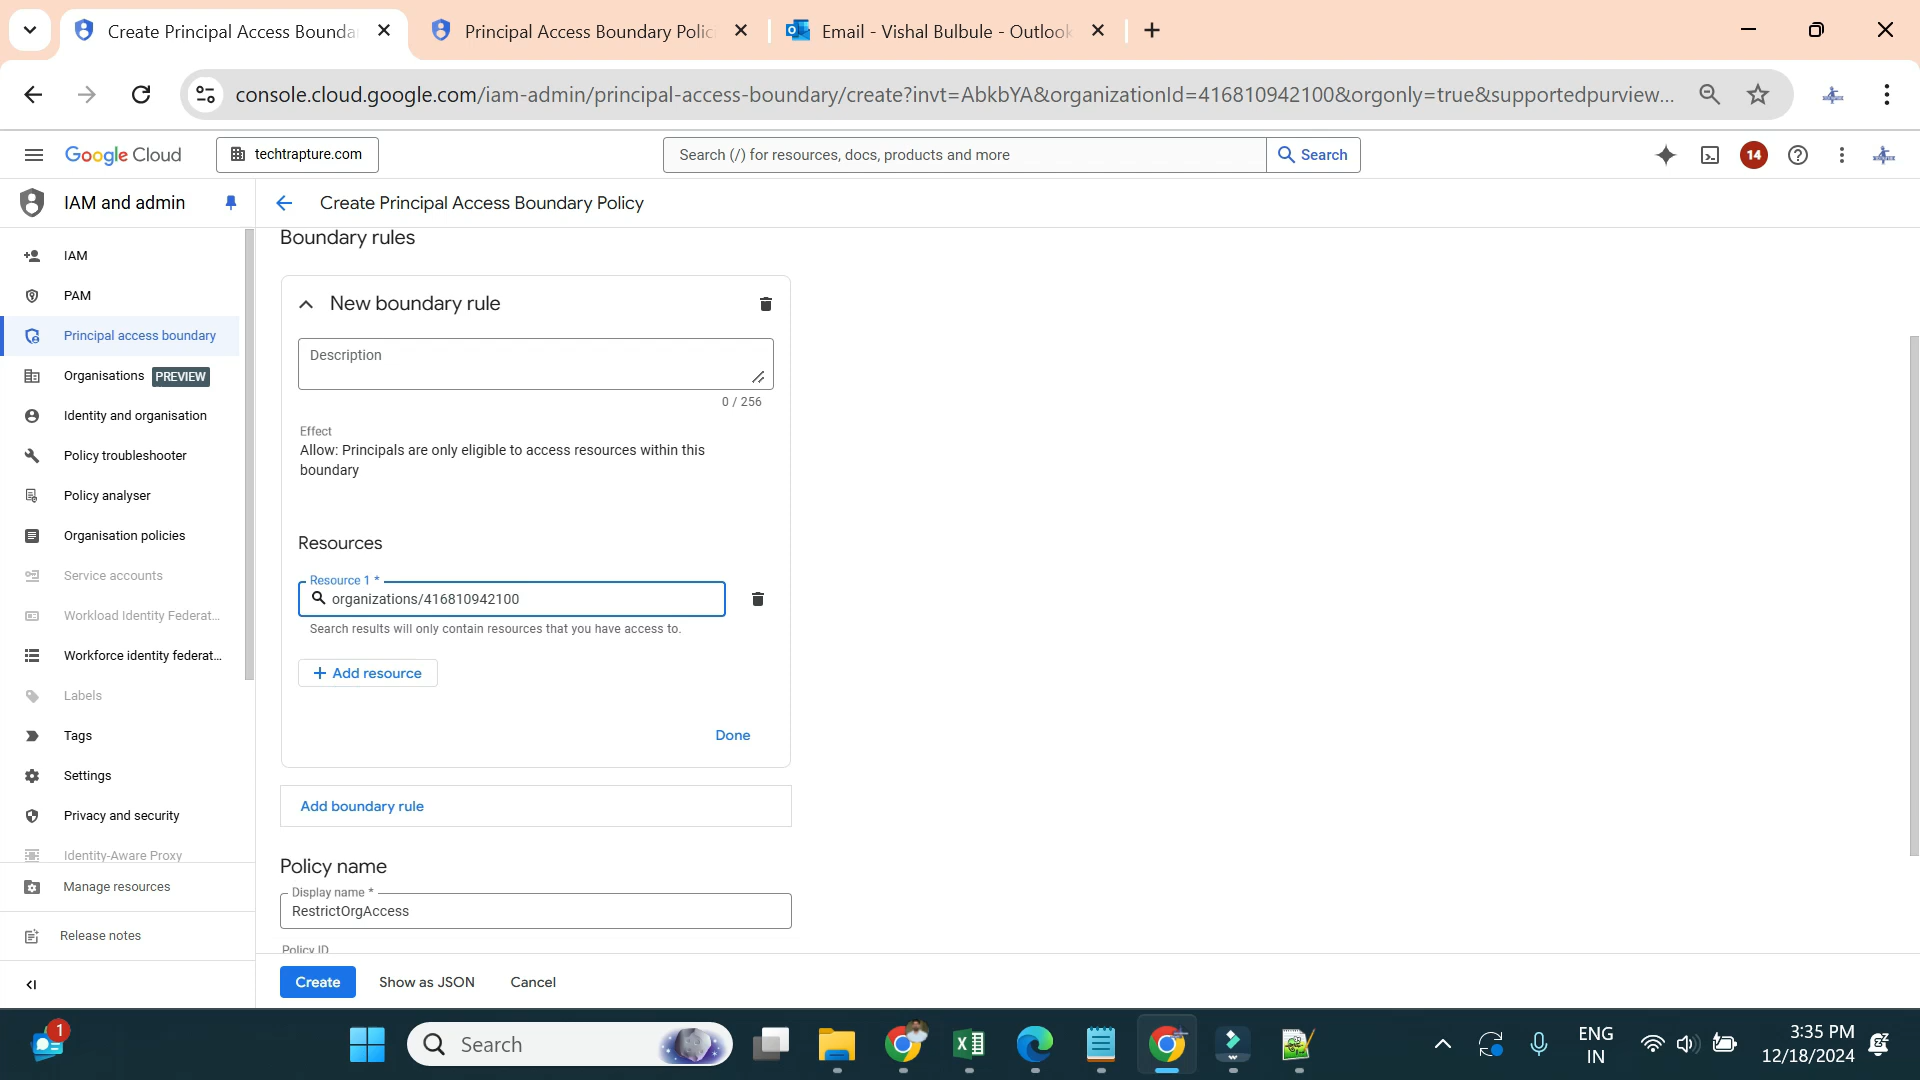 Create Principal Access Bounda
Principal Access Boundary Polic
Email - Vishal Bulbule - Outlook
console.cloud.google.com/iam-admin/principal-access-boundary/create?invt=AbkbYA&organizationId=416810942100&orgonly=true&supportedpurview...
Google Cloud
techtrapture.com
Search (/) for resources, docs, products and more
Search
14
IAM and admin
Create Principal Access Boundary Policy
IAM
PAM
Principal access boundary
Organisations PREVIEW
Identity and organisation
Policy troubleshooter
Policy analyser
Organisation policies
Service accounts
Workload Identity Federat...
Workforce identity federat...
Labels
Tags
Settings
Privacy and security
Identity-Aware Proxy
Manage resources
Release notes
Boundary rules
New boundary rule
Description
0 / 256
Effect
Allow: Principals are only eligible to access resources within this
boundary
Resources
Resource 1 *
organizations/416810942100
Search results will only contain resources that you have access to.
+ Add resource
Done
Add boundary rule
Policy name
Display name *
RestrictOrgAccess
Policy ID
Create
Show as JSON
Cancel
1
Search
ENG
IN
3:35 PM
12/18/2024